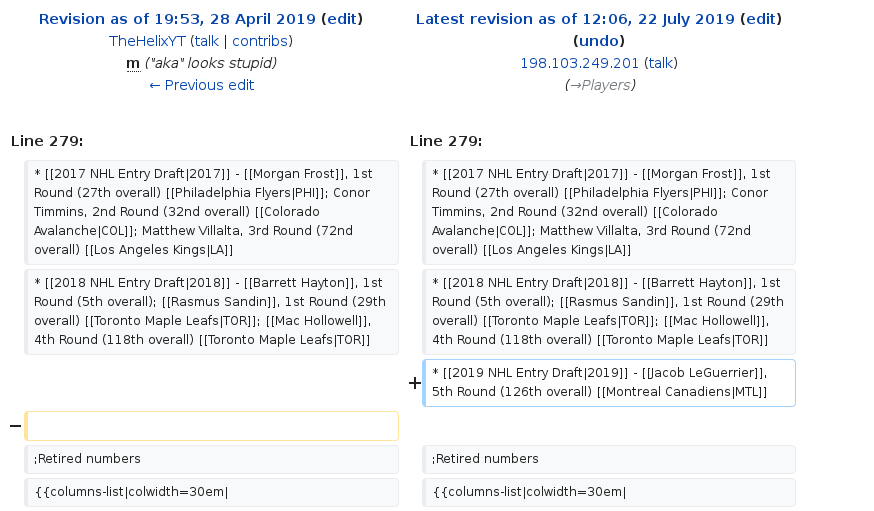 Revision as of 19:53, 28 April 2019 (edit)
TheHelixYT (talk | contribs)
m ("aka" looks stupid)
← Previous edit
Latest revision as of 12:06, 22 July 2019 (edit)
(undo)
198.103.249.201 (talk)
(→Players)
Line 279:
Line 279:
* [[2017 NHL Entry Draft|2017]] - [[Morgan Frost]], 1st
Round (27th overall) [[Philadelphia Flyers|PHI]]; Conor
Timmins, 2nd Round (32nd overall) [[Colorado
Avalanche|COL]]; Matthew Villalta, 3rd Round (72nd
overall) [[Los Angeles Kings|LA]]
* [[2017 NHL Entry Draft|2017]] - [[Morgan Frost]], 1st
Round (27th overall) [[Philadelphia Flyers|PHI]]; Conor
Timmins, 2nd Round (32nd overall) [[Colorado
Avalanche|COL]]; Matthew Villalta, 3rd Round (72nd
overall) [[Los Angeles Kings|LA]]
* [[2018 NHL Entry Draft|2018]] - [[Barrett Hayton]], 1st
Round (5th overall); [[Rasmus Sandin]], 1st Round (29th
overall) [[Toronto Maple Leafs|TOR]]; [[Mac Hollowell]],
4th Round (118th overall) [[Toronto Maple Leafs|TOR]]
* [[2018 NHL Entry Draft|2018]] - [[Barrett Hayton]], 1st
Round (5th overall); [[Rasmus Sandin]], 1st Round (29th
overall) [[Toronto Maple Leafs|TOR]]; [[Mac Hollowell]],
4th Round (118th overall) [[Toronto Maple Leafs|TOR]]
+
* [[2019 NHL Entry Draft|2019]] - [[Jacob LeGuerrier]],
5th Round (126th overall) [[Montreal Canadiens|MTL]]
−
;Retired numbers
;Retired numbers
{{columns-list|colwidth=30em|
{{columns-list|colwidth=30em|